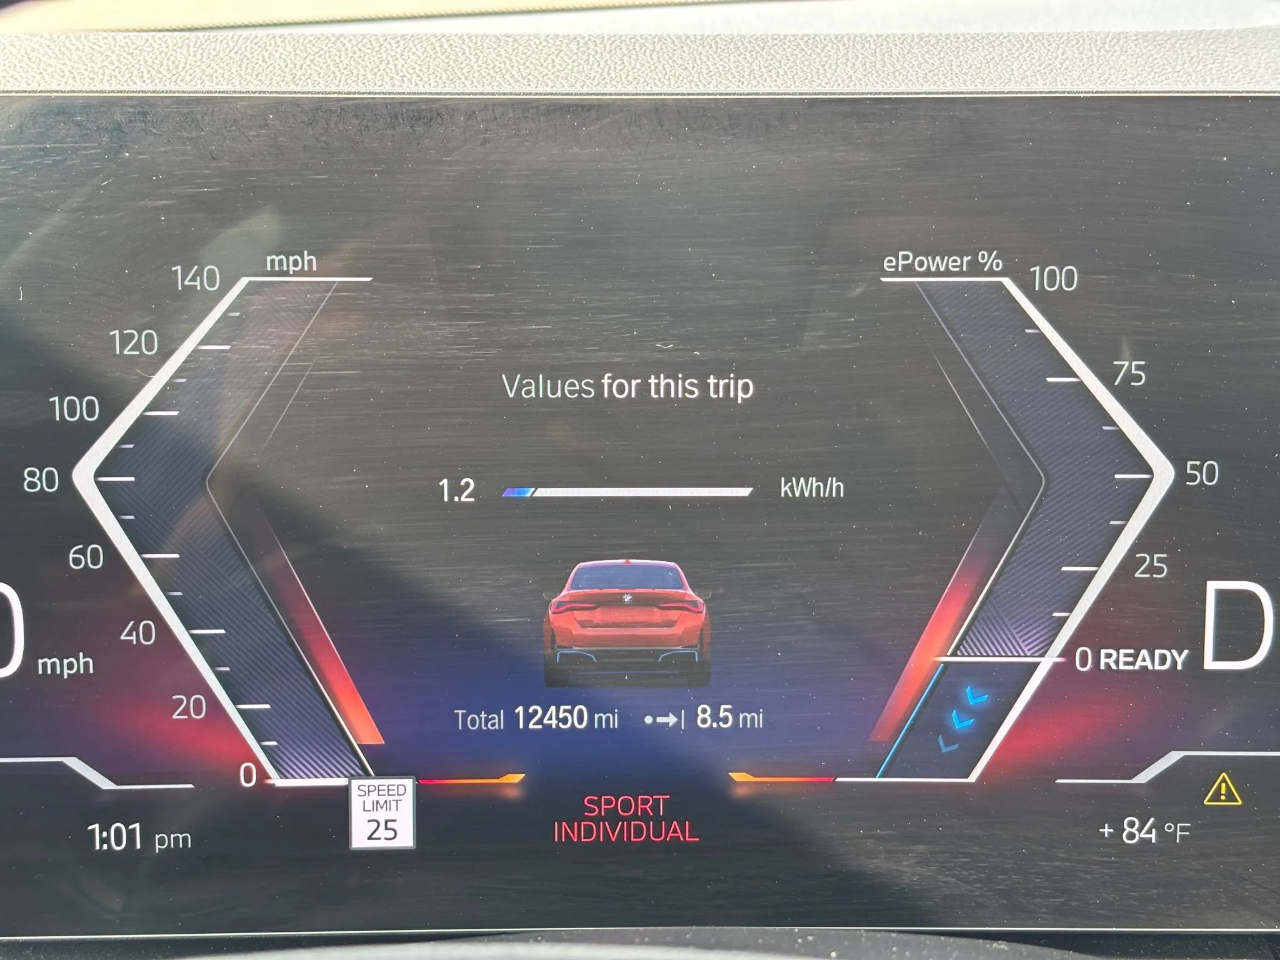 mph
140
120
100
80
60
40
20
0
0 mph
ePower %
100
75
50
25
0 READY
D
Values for this trip
1.2 kWh/h
Total 12450 mi 8.5 mi
SPEED
LIMIT
25
SPORT
INDIVIDUAL
1:01 pm
+ 84 °F